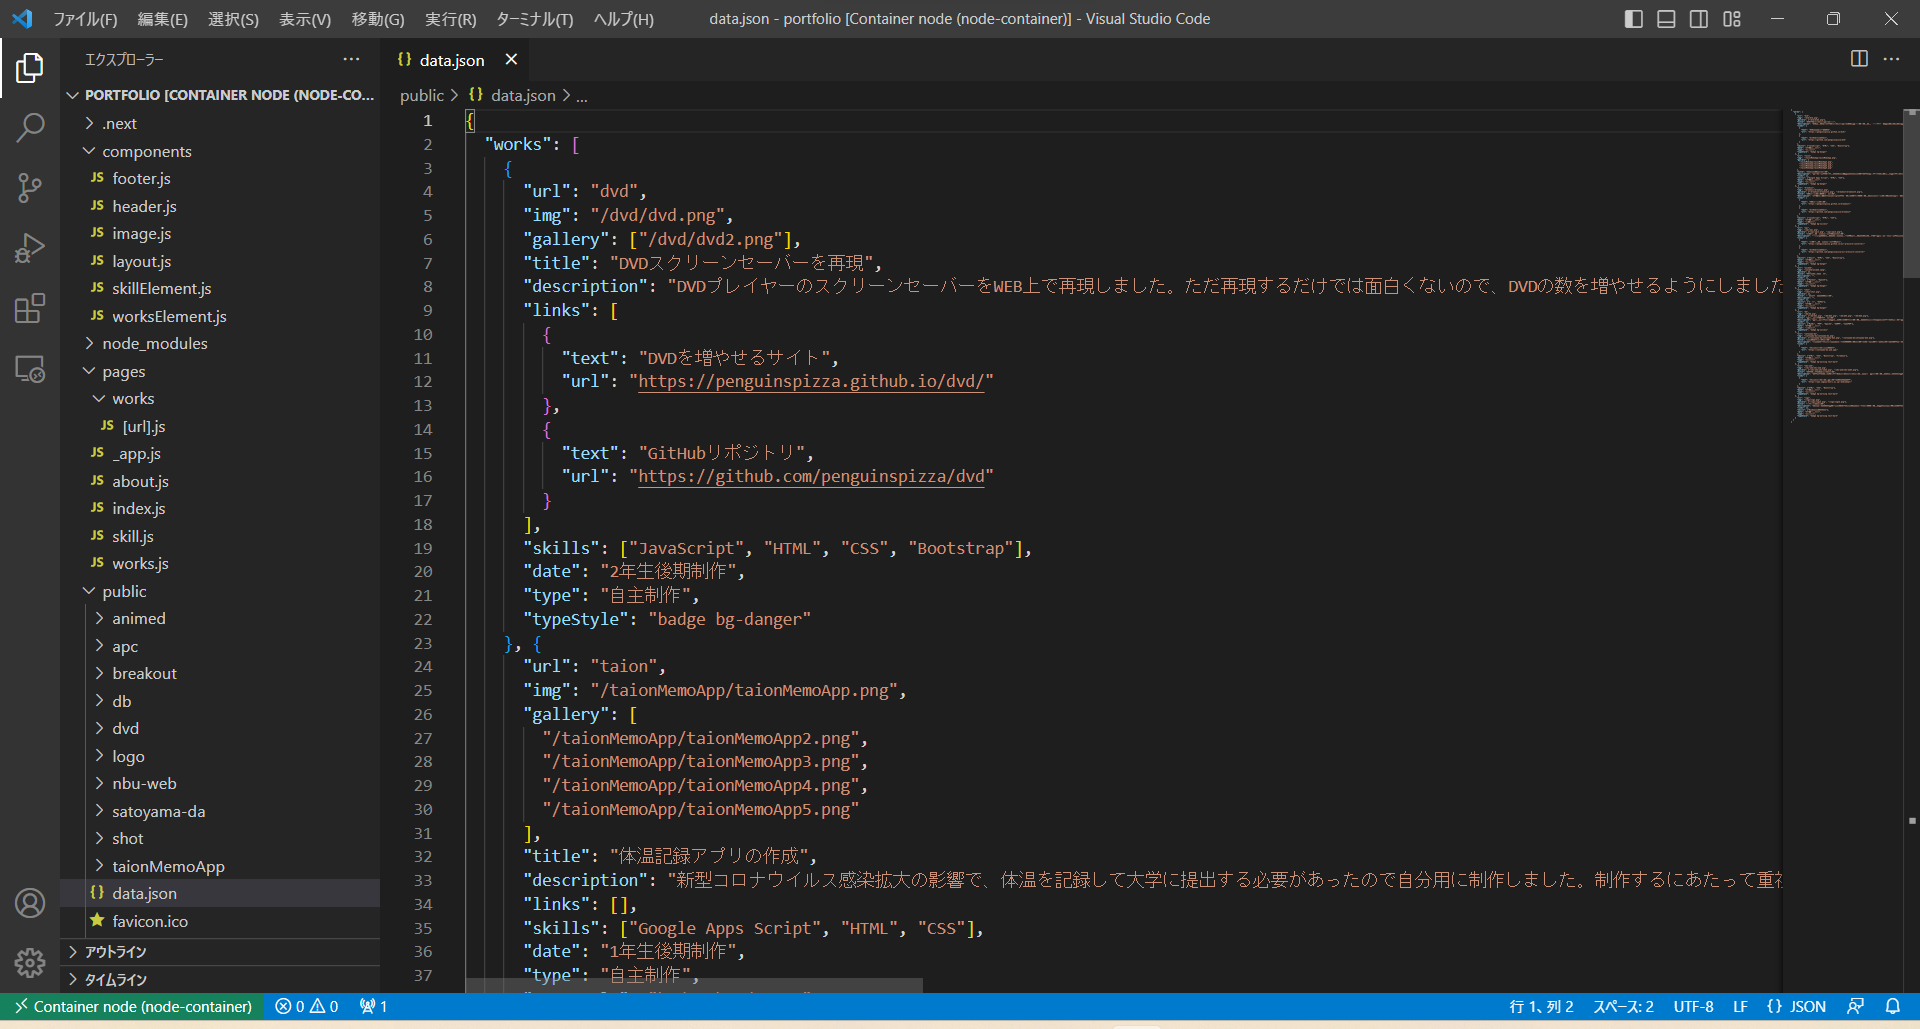 ファイル(F) 編集(E) 選択(S) 表示(V) 移動(G) 実行(R) ターミナル(T) ヘルプ(H) data.json - portfolio [Container node (node-container)] - Visual Studio Code
エクスプローラー
PORTFOLIO [CONTAINER NODE (NODE-CO...
.next
components
JS footer.js
JS header.js
JS image.js
JS layout.js
JS skillElement.js
JS worksElement.js
node_modules
pages
works
JS [url].js
JS _app.js
JS about.js
JS index.js
JS skill.js
JS works.js
public
animed
apc
breakout
db
dvd
logo
nbu-web
satoyama-da
shot
taionMemoApp
{} data.json
favicon.ico
アウトライン
タイムライン
{} data.json
public > {} data.json > ...
1 {
2 "works": [
3 {
4 "url": "dvd",
5 "img": "/dvd/dvd.png",
6 "gallery": ["/dvd/dvd2.png"],
7 "title": "DVDスクリーンセーバーを再現",
8 "description": "DVDプレイヤーのスクリーンセーバーをWEB上で再現しました。ただ再現するだけでは面白くないので、DVDの数を増やせるようにしました
9 "links": [
10 {
11 "text": "DVDを増やせるサイト",
12 "url": "https://penguinspizza.github.io/dvd/"
13 },
14 {
15 "text": "GitHubリポジトリ",
16 "url": "https://github.com/penguinspizza/dvd"
17 }
18 ],
19 "skills": ["JavaScript", "HTML", "CSS", "Bootstrap"],
20 "date": "2年生後期制作",
21 "type": "自主制作",
22 "typeStyle": "badge bg-danger"
23 }, {
24 "url": "taion",
25 "img": "/taionMemoApp/taionMemoApp.png",
26 "gallery": [
27 "/taionMemoApp/taionMemoApp2.png",
28 "/taionMemoApp/taionMemoApp3.png",
29 "/taionMemoApp/taionMemoApp4.png",
30 "/taionMemoApp/taionMemoApp5.png"
31 ],
32 "title": "体温記録アプリの作成",
33 "description": "新型コロナウイルス感染拡大の影響で、体温を記録して大学に提出する必要があったので自分用に制作しました。制作するにあたって重視
34 "links": [],
35 "skills": ["Google Apps Script", "HTML", "CSS"],
36 "date": "1年生後期制作",
37 "type": "自主制作",
Container node (node-container) 0 0 1 行 1、列 2 スペース: 2 UTF-8 LF {} JSON